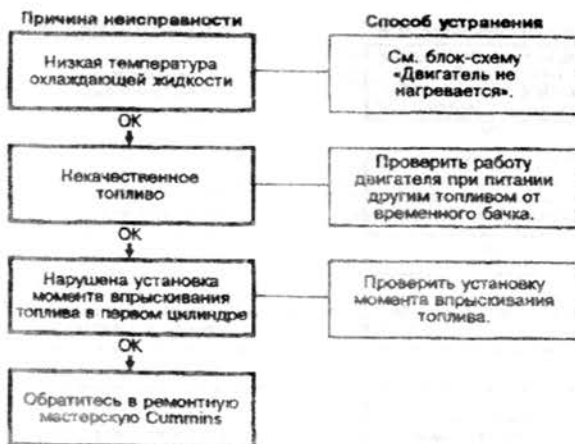 Причина неисправности
Способ устранения
Низкая температура
охлаждающей жидкости
См. блок-схему
«Двигатель не
нагревается».
ОК
Кекачественное
топливо
Проверить работу
двигателя при питании
другим топливом от
временного бачка.
ОК
Нарушена установка
момента впрыскивания
топлива в первом цилиндре
Проверить установку
момента впрыскивания
топлива.
ОК
Обратитесь в ремонтную
мастерскую Cummins